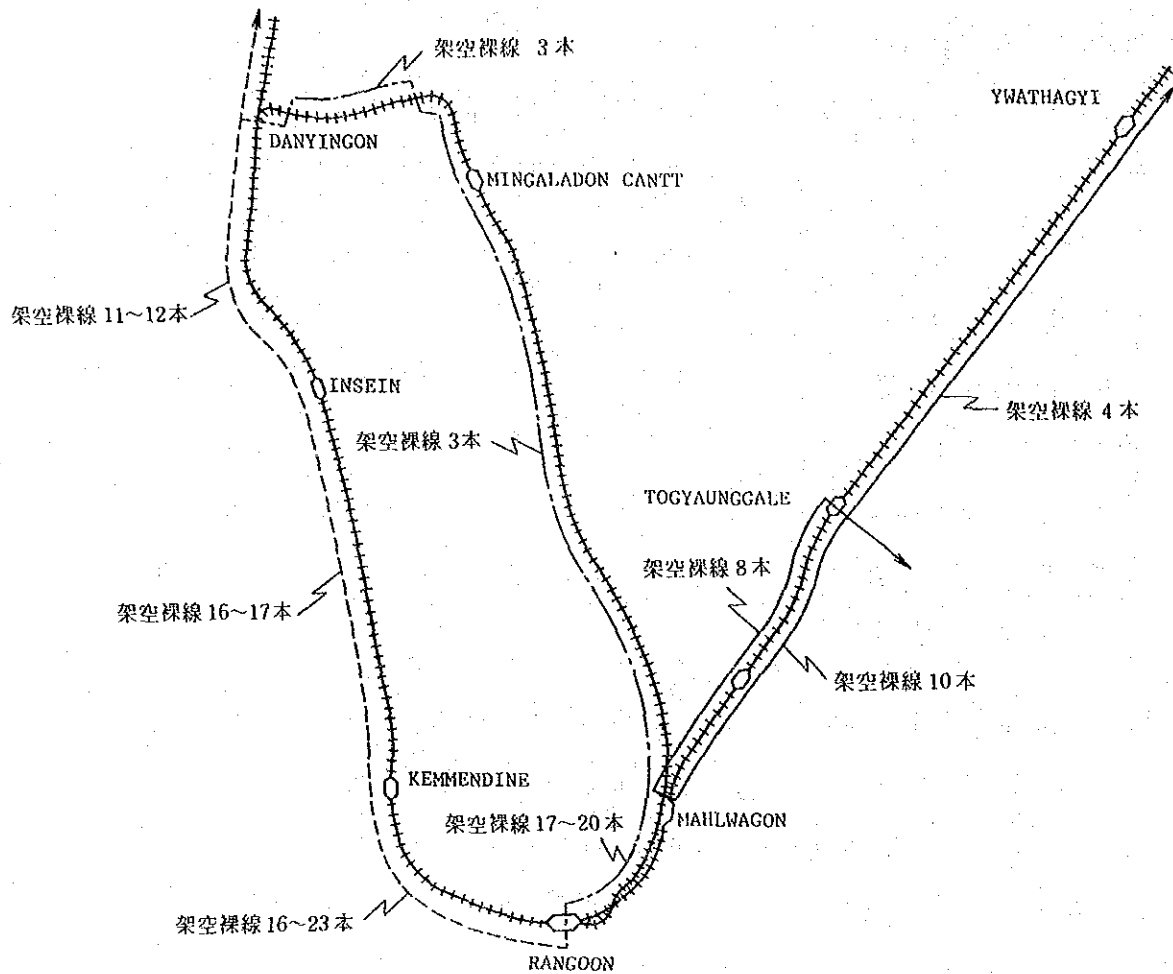 架空裸線 3本
YWATHAGYI
DANYINGON
MINGALADON CANTT
架空裸線 11～12本
INSEIN
架空裸線 4本
架空裸線 3本
TOGYAUNGGALE
架空裸線 8本
架空裸線 16～17本
架空裸線 10本
KEMMENDINE
架空裸線 17～20本
MAHLWAGON
架空裸線 16～23本
RANGOON